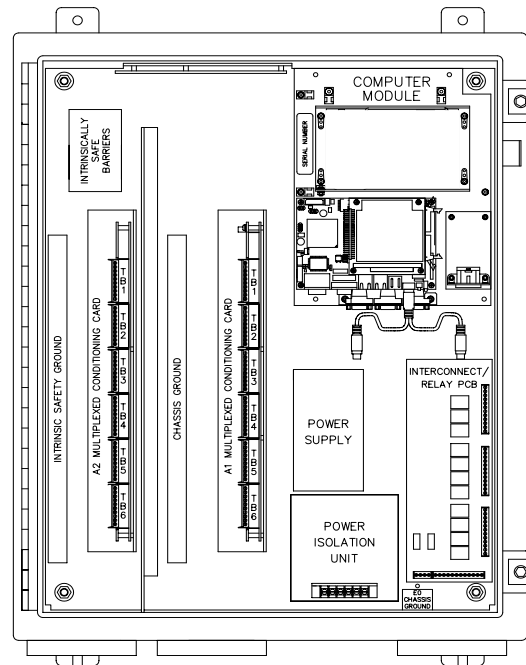 COMPUTER
MODULE
SERIAL NUMBER
INTRINSICALLY
SAFE
BARRIERS
INTRINSIC SAFETY GROUND
A2 MULTIPLEXED CONDITIONING CARD
TB1
TB2
TB3
TB4
TB5
TB6
CHASSIS GROUND
A1 MULTIPLEXED CONDITIONING CARD
TB1
TB2
TB3
TB4
TB5
TB6
POWER
SUPPLY
INTERCONNECT/
RELAY PCB
POWER
ISOLATION
UNIT
E0
CHASSIS
GROUND